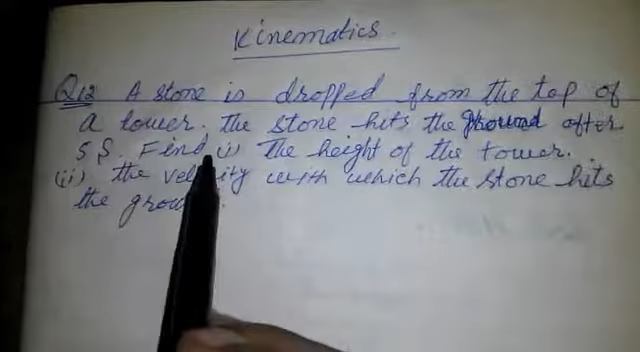 Kinematics.
Q12 A stone is dropped from the top of
a tower. the stone hits the ground after
5 S. Find (i) The height of the tower.
(ii) the velocity with which the stone hits
the